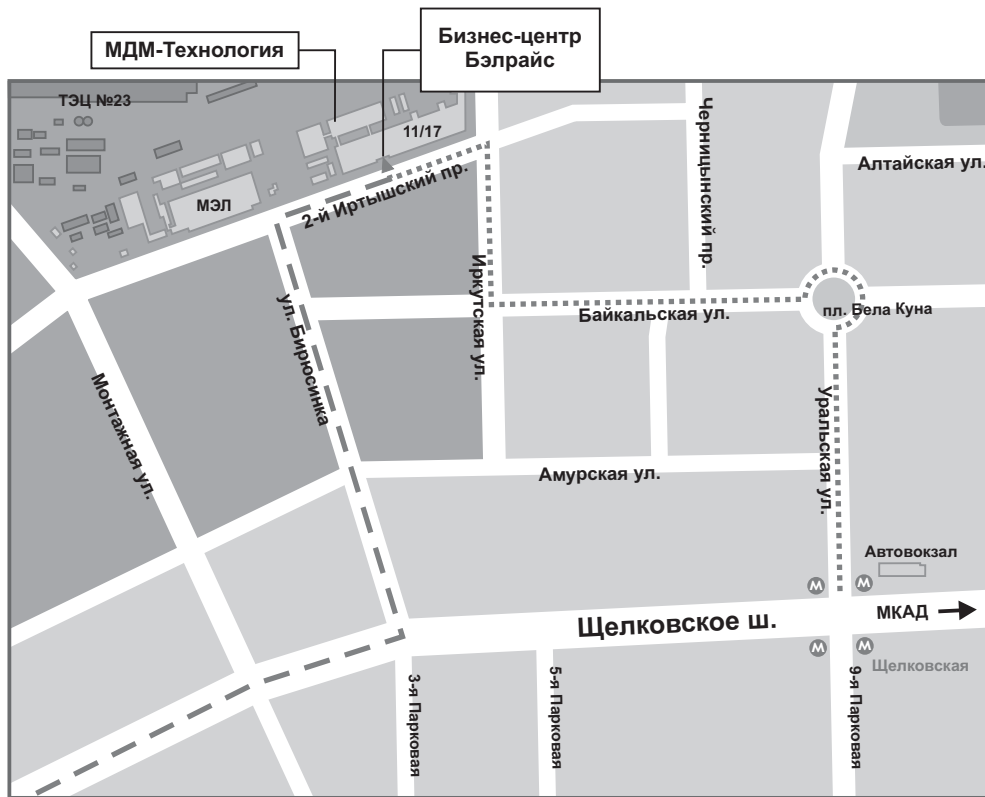 Бизнес-центр
Бэлрайс
МДМ-Технология
ТЭЦ №23
11/17
МЭЛ
2-й Иртышский пр.
Черницынский пр.
Алтайская ул.
Иркутская ул.
Байкальская ул.
пл. Бела Куна
ул. Бирюсинка
Монтажная ул.
Уральская ул.
Амурская ул.
Автовокзал
М
М
Щелковское ш.
МКАД
М
М
Щелковская
3-я Парковая
5-я Парковая
9-я Парковая